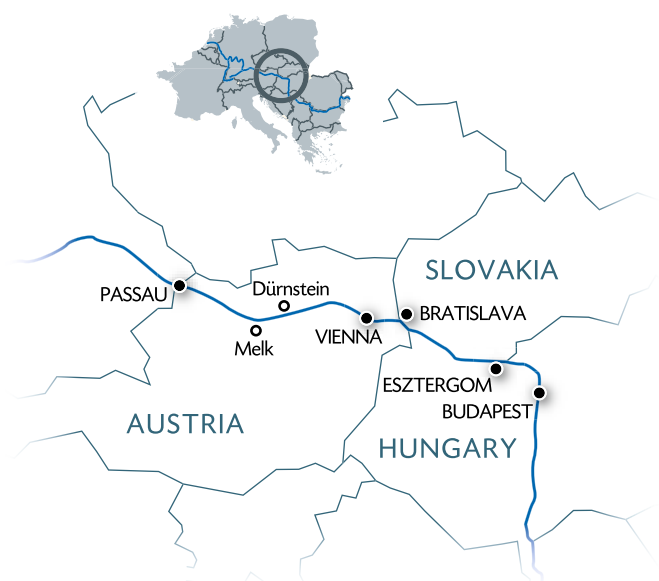 SLOVAKIA
PASSAU
Dürnstein
BRATISLAVA
VIENNA
Melk
ESZTERGOM
BUDAPEST
AUSTRIA
HUNGARY